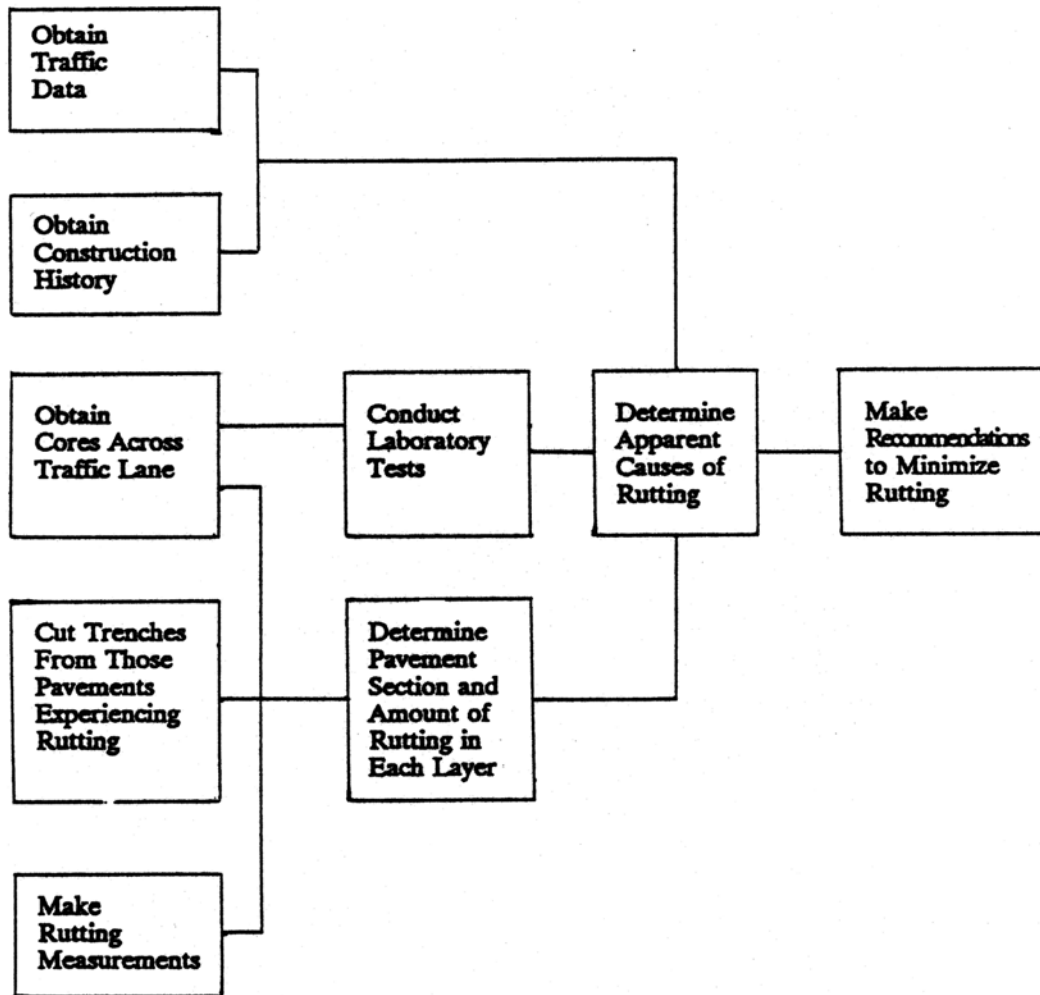 Obtain
Traffic
Data
Obtain
Construction
History
Obtain
Cores Across
Traffic Lane
Conduct
Laboratory
Tests
Determine
Apparent
Causes of
Rutting
Make
Recommendations
to Minimize
Rutting
Cut Trenches
From Those
Pavements
Experiencing
Rutting
Determine
Pavement
Section and
Amount of
Rutting in
Each Layer
Make
Rutting
Measurements